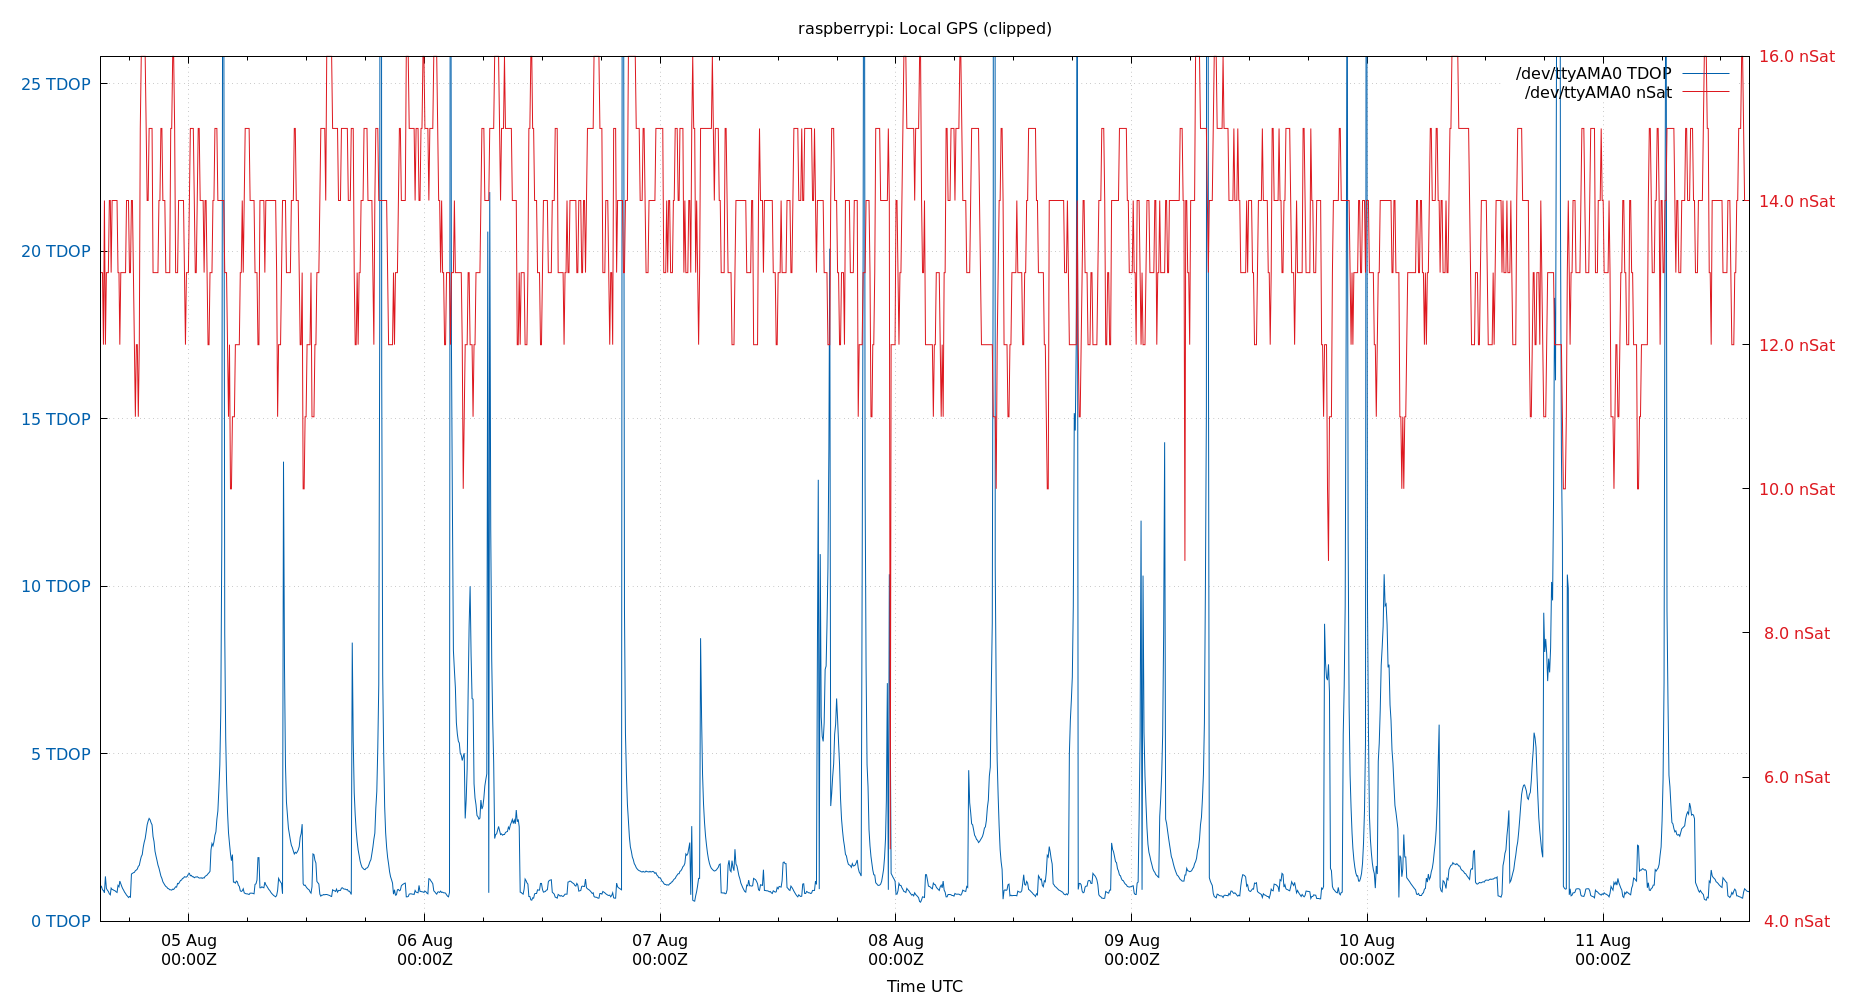 raspberrypi: Local GPS (clipped)
/dev/ttyAMA0 TDOP
/dev/ttyAMA0 nSat
25 TDOP
20 TDOP
15 TDOP
10 TDOP
5 TDOP
0 TDOP
16.0 nSat
14.0 nSat
12.0 nSat
10.0 nSat
8.0 nSat
6.0 nSat
4.0 nSat
05 Aug
00:00Z
06 Aug
00:00Z
07 Aug
00:00Z
08 Aug
00:00Z
09 Aug
00:00Z
10 Aug
00:00Z
11 Aug
00:00Z
Time UTC